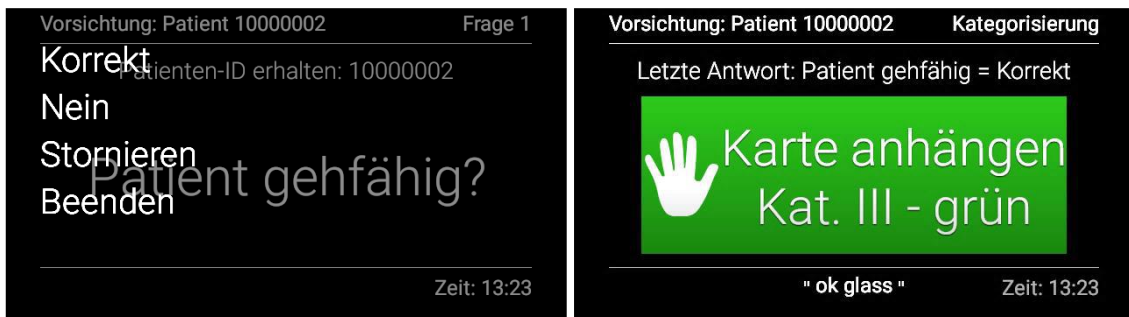 Vorsichtung: Patient 10000002 Frage 1
Korrekt
Patienten-ID erhalten: 10000002
Nein
Stornieren
Patient gehfähig?
Beenden
Zeit: 13:23
Vorsichtung: Patient 10000002 Kategorisierung
Letzte Antwort: Patient gehfähig = Korrekt
Karte anhängen
Kat. III - grün
" ok glass " Zeit: 13:23